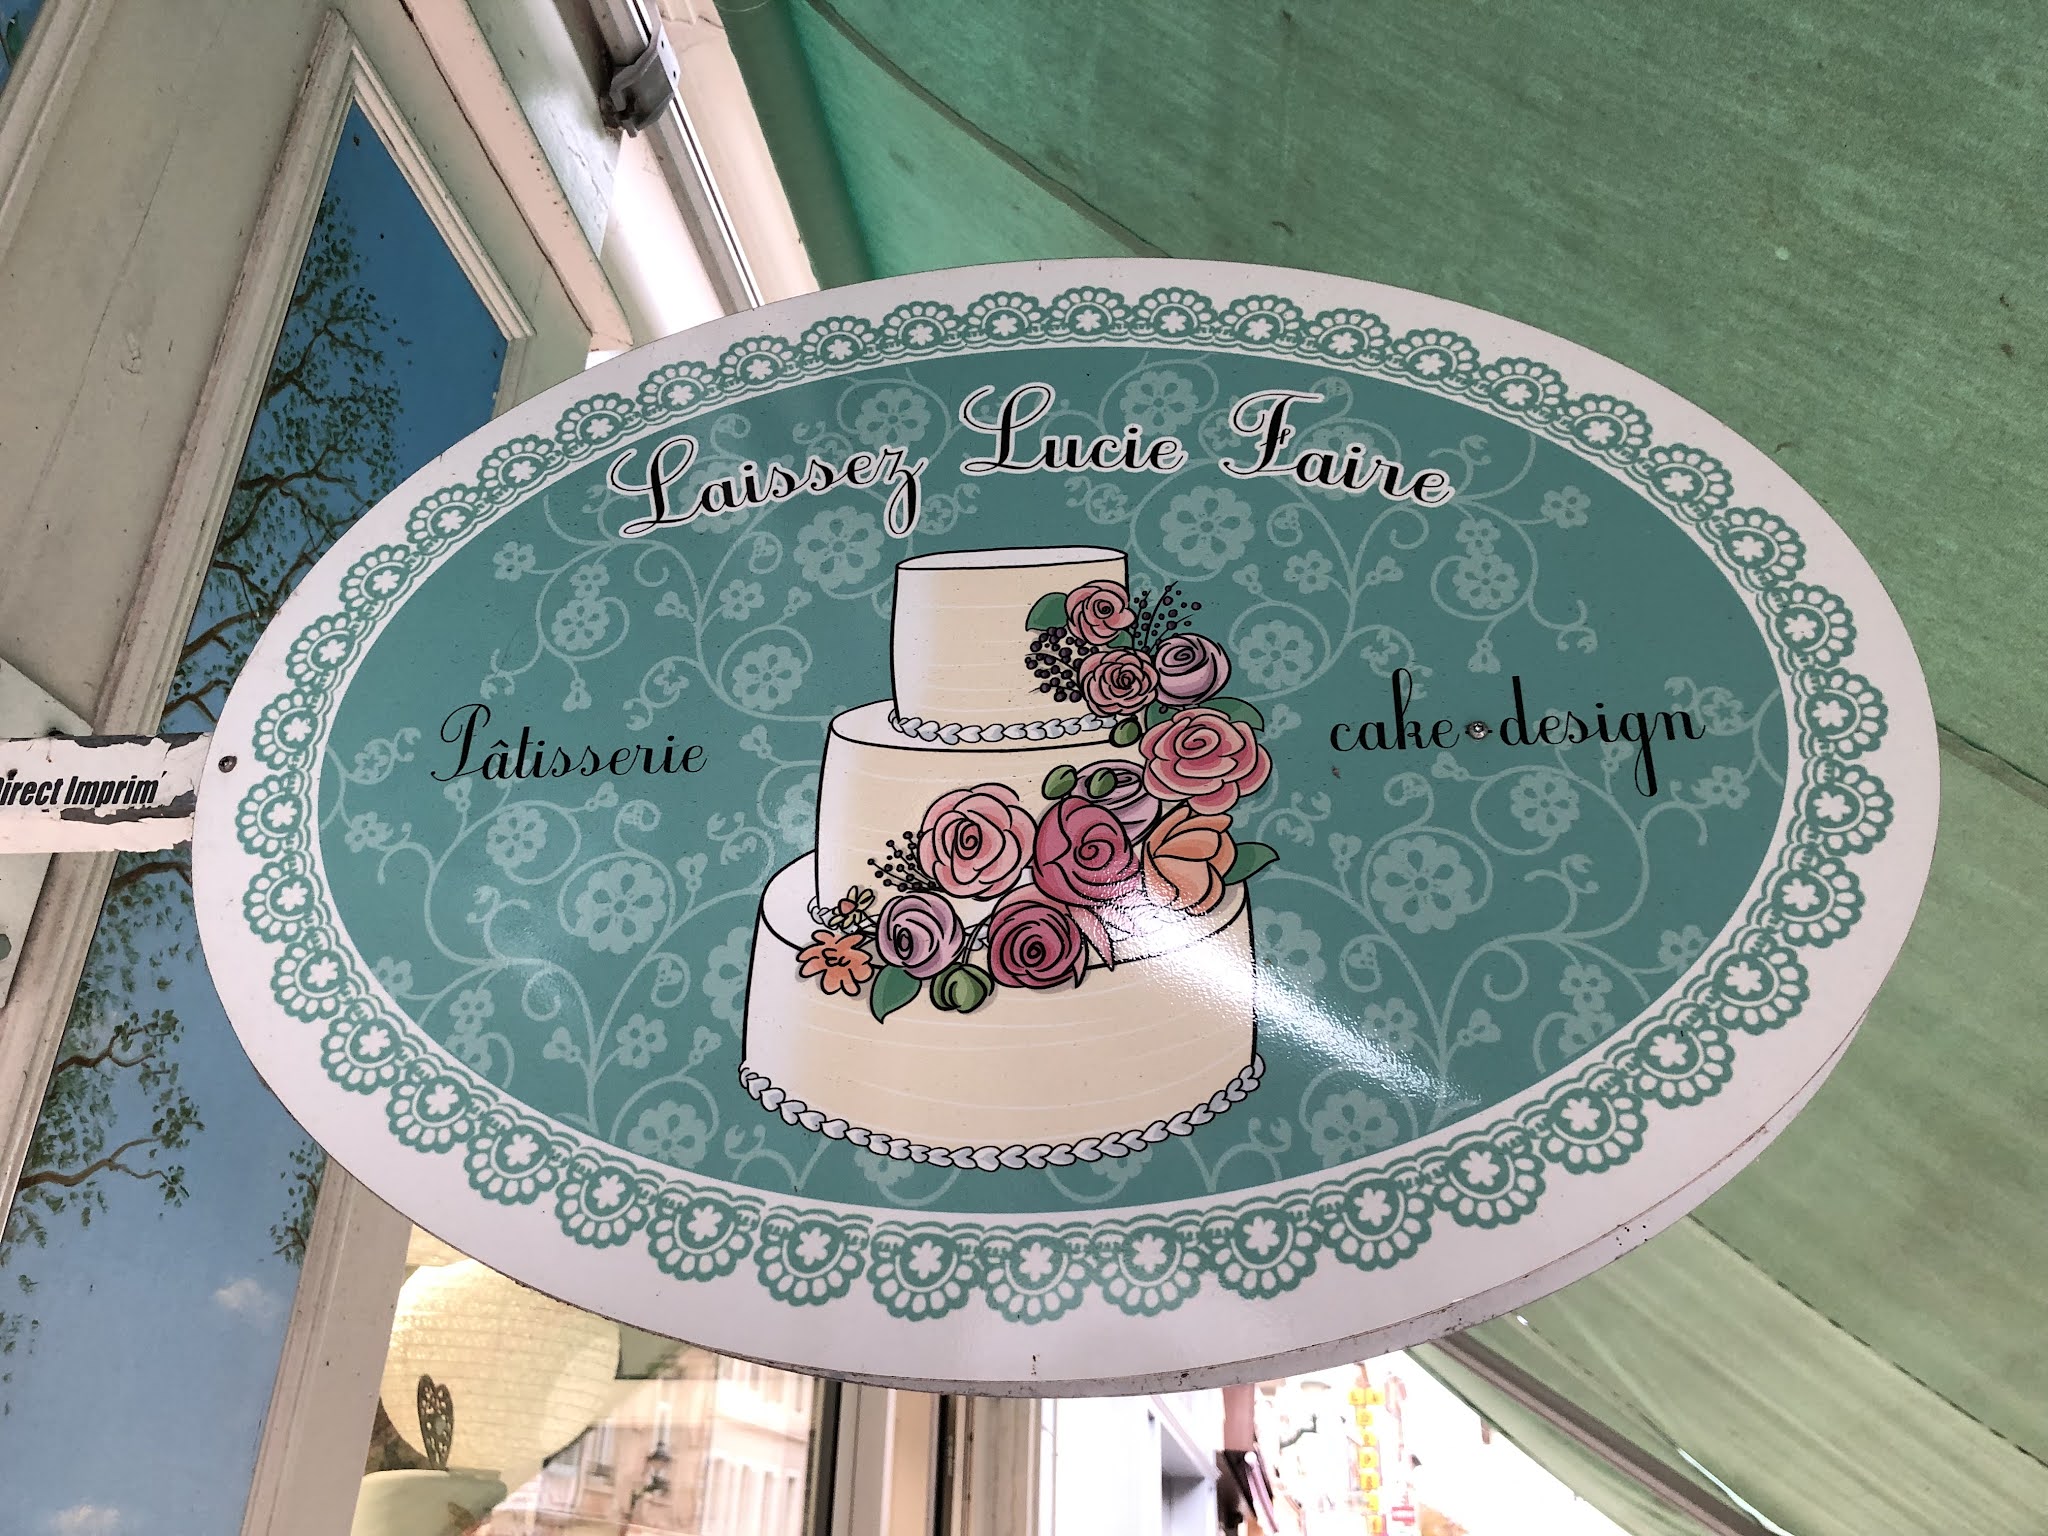 Laissez Lucie Faire
Pâtisserie
cake design
Direct Imprim'